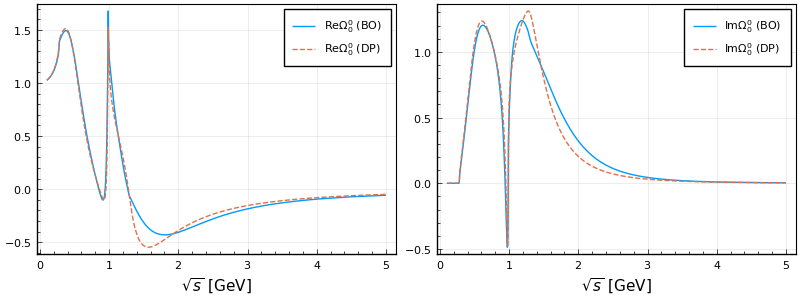 ReΩ₀⁰ (BO)
ReΩ₀⁰ (DP)
1.5
1.0
0.5
0.0
−0.5
0 1 2 3 4 5
√s [GeV]
ImΩ₀⁰ (BO)
ImΩ₀⁰ (DP)
1.0
0.5
0.0
−0.5
0 1 2 3 4 5
√s [GeV]